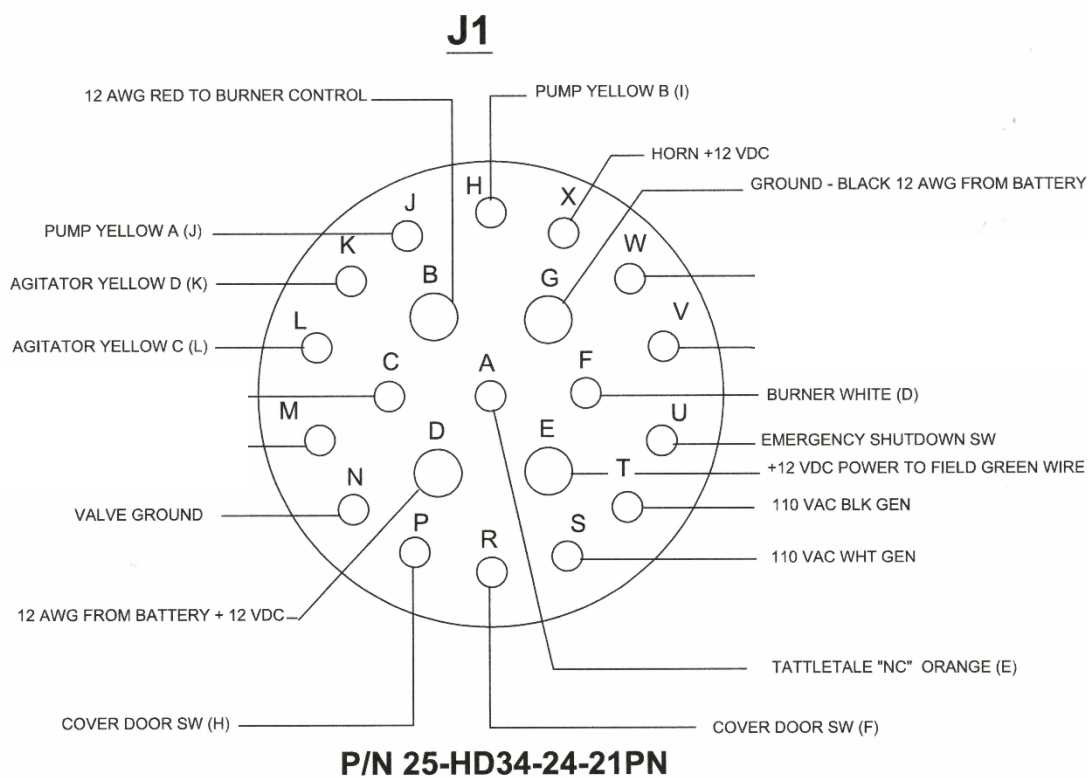 J1
12 AWG RED TO BURNER CONTROL
PUMP YELLOW B (I)
HORN +12 VDC
GROUND - BLACK 12 AWG FROM BATTERY
H
X
J
PUMP YELLOW A (J)
K
W
AGITATOR YELLOW D (K)
B
G
L
V
AGITATOR YELLOW C (L)
C
A
F
BURNER WHITE (D)
M
U
D
E
EMERGENCY SHUTDOWN SW
+12 VDC POWER TO FIELD GREEN WIRE
N
T
VALVE GROUND
110 VAC BLK GEN
P
R
S
110 VAC WHT GEN
12 AWG FROM BATTERY + 12 VDC
TATTLETALE "NC" ORANGE (E)
COVER DOOR SW (H)
COVER DOOR SW (F)
P/N 25-HD34-24-21PN